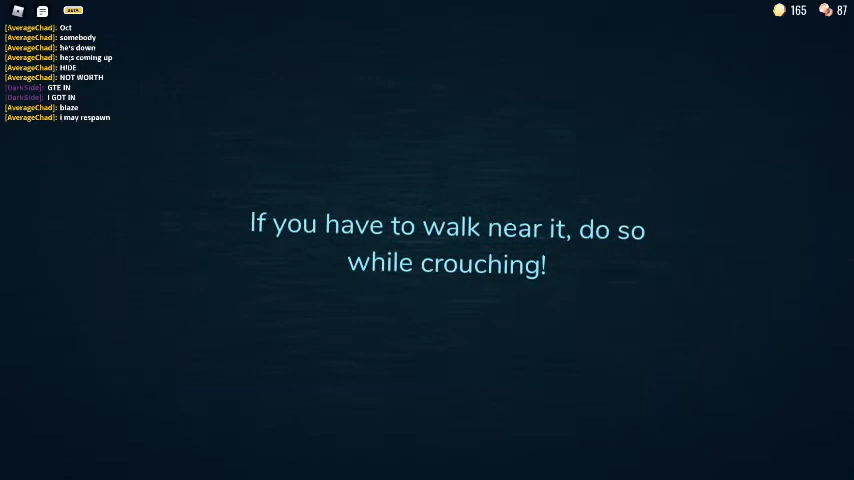 BETA
165
87
[AverageChad]: Oct
[AverageChad]: somebody
[AverageChad]: he's down
[AverageChad]: he;s coming up
[AverageChad]: HIDE
[AverageChad]: NOT WORTH
[DarkSide]: GTE IN
[DarkSide]: I GOT IN
[AverageChad]: blaze
[AverageChad]: i may respawn
If you have to walk near it, do so
while crouching!